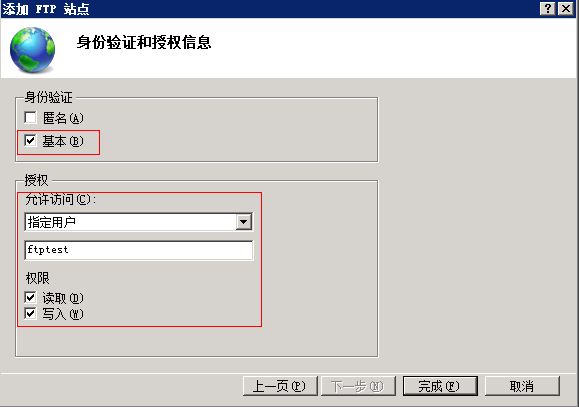 添加 FTP 站点
身份验证和授权信息
身份验证
匿名(A)
基本(B)
授权
允许访问(C):
指定用户
ftptest
权限
读取(D)
写入(W)
上一页(P) 下一步(N) 完成(F) 取消